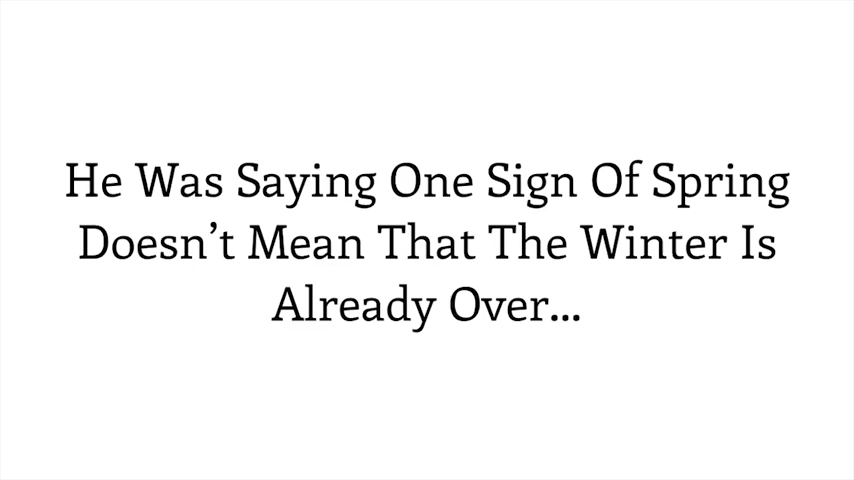 He Was Saying One Sign Of Spring
Doesn’t Mean That The Winter Is
Already Over...